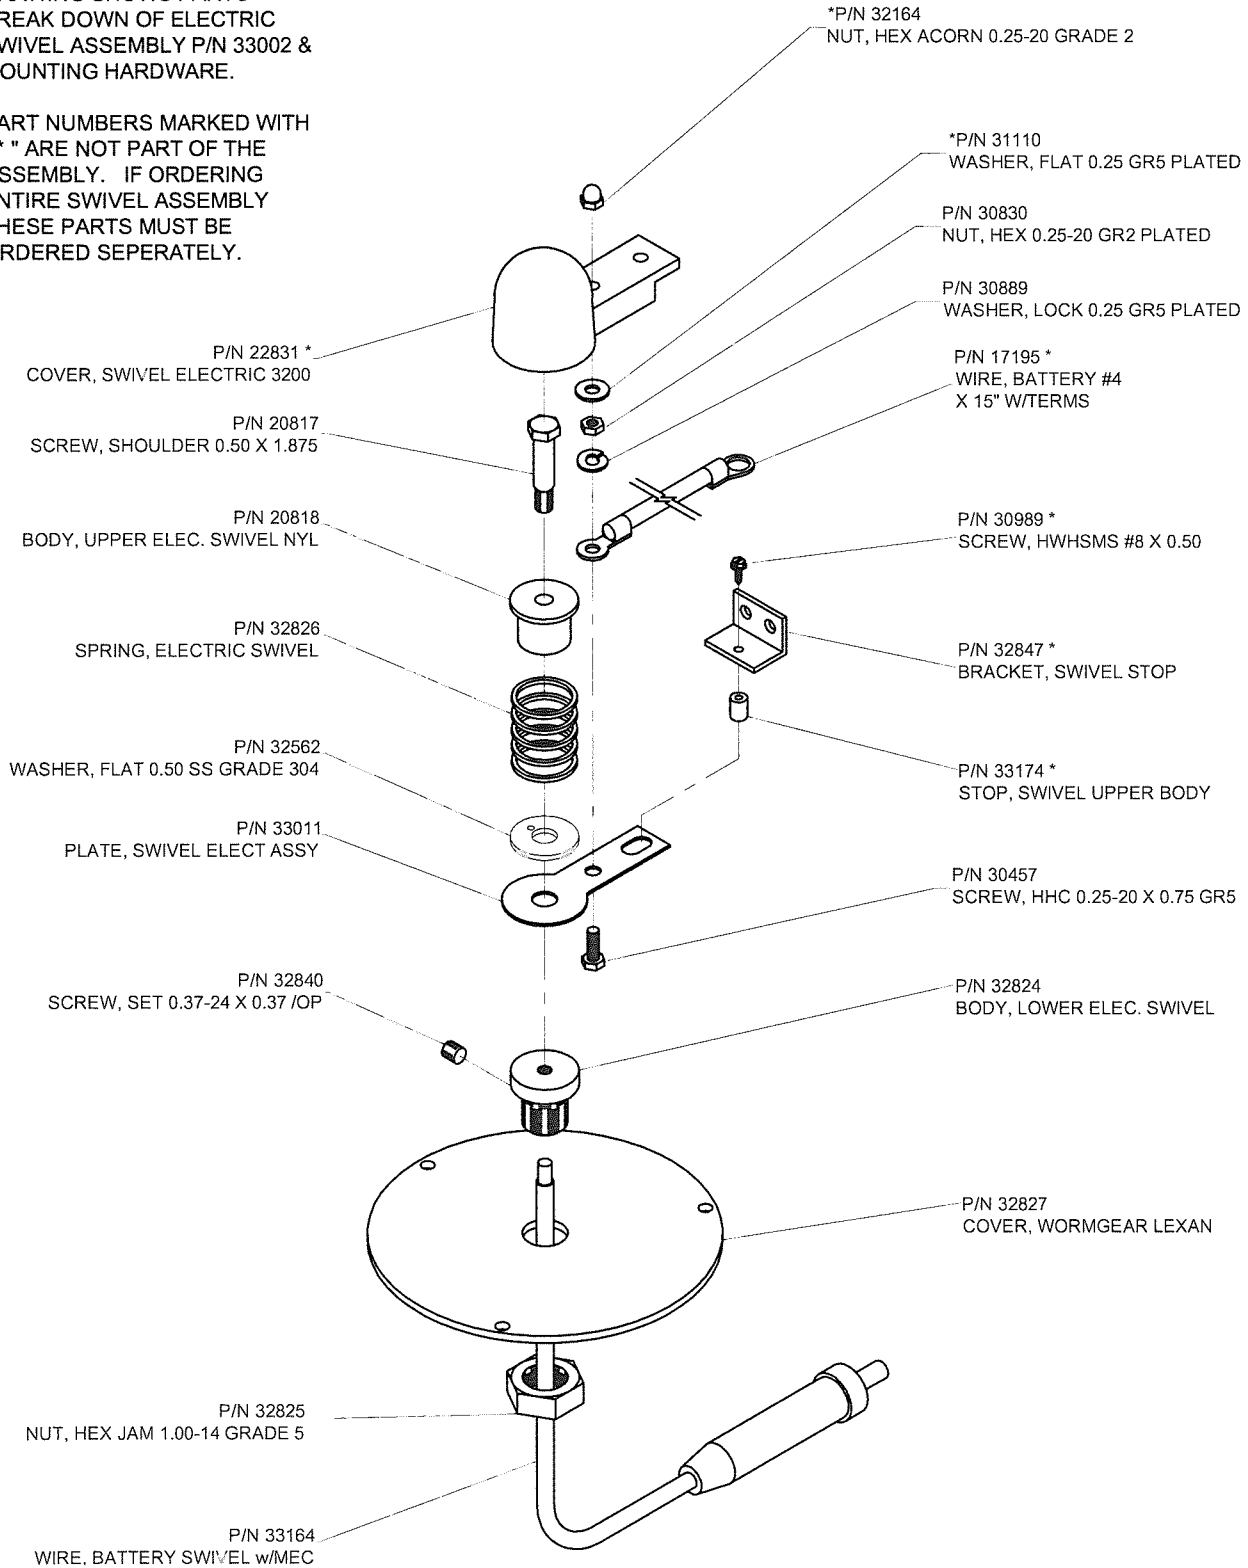 REAK DOWN OF ELECTRIC
WIVEL ASSEMBLY P/N 33002 &
OUNTING HARDWARE.
ART NUMBERS MARKED WITH
* " ARE NOT PART OF THE
SSEMBLY. IF ORDERING
NTIRE SWIVEL ASSEMBLY
HESE PARTS MUST BE
RDERED SEPERATELY.
*P/N 32164
NUT, HEX ACORN 0.25-20 GRADE 2
*P/N 31110
WASHER, FLAT 0.25 GR5 PLATED
P/N 30830
NUT, HEX 0.25-20 GR2 PLATED
P/N 30889
WASHER, LOCK 0.25 GR5 PLATED
P/N 22831 *
COVER, SWIVEL ELECTRIC 3200
P/N 17195 *
WIRE, BATTERY #4
X 15" W/TERMS
P/N 20817
SCREW, SHOULDER 0.50 X 1.875
P/N 20818
BODY, UPPER ELEC. SWIVEL NYL
P/N 30989 *
SCREW, HWHSMS #8 X 0.50
P/N 32826
SPRING, ELECTRIC SWIVEL
P/N 32847 *
BRACKET, SWIVEL STOP
P/N 32562
WASHER, FLAT 0.50 SS GRADE 304
P/N 33174 *
STOP, SWIVEL UPPER BODY
P/N 33011
PLATE, SWIVEL ELECT ASSY
P/N 30457
SCREW, HHC 0.25-20 X 0.75 GR5
P/N 32840
SCREW, SET 0.37-24 X 0.37 /OP
P/N 32824
BODY, LOWER ELEC. SWIVEL
P/N 32827
COVER, WORMGEAR LEXAN
P/N 32825
NUT, HEX JAM 1.00-14 GRADE 5
P/N 33164
WIRE, BATTERY SWIVEL w/MEC